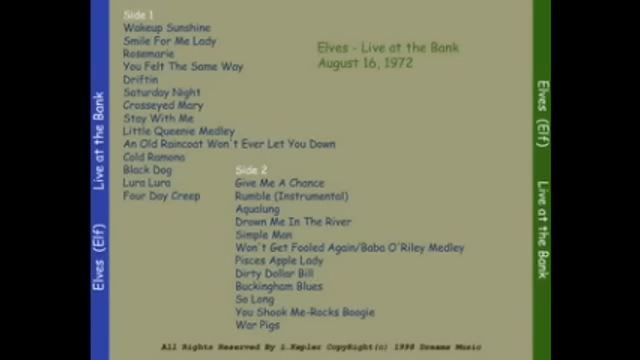 Side 1
Wakeup Sunshine
Smile For Me Lady
Rosemarie
You Felt The Same Way
Driftin
Saturday Night
Crosseyed Mary
Stay With Me
Little Queenie Medley
An Old Raincoat Won't Ever Let You Down
Cold Ramona
Black Dog
Lura Lura
Four Day Creep
Elves - Live at the Bank
August 16, 1972
Side 2
Give Me A Chance
Rumble (Instrumental)
Aqualung
Drown Me In The River
Simple Man
Won't Get Fooled Again/Baba O'Riley Medley
Pisces Apple Lady
Dirty Dollar Bill
Buckingham Blues
So Long
You Shook Me-Rocks Boogie
War Pigs
All Rights Reserved By L.Kepler CopyRight(c) 1998 Dreams Music
Elves (Elf) Live at the Bank
Elves (Elf) Live at the Bank